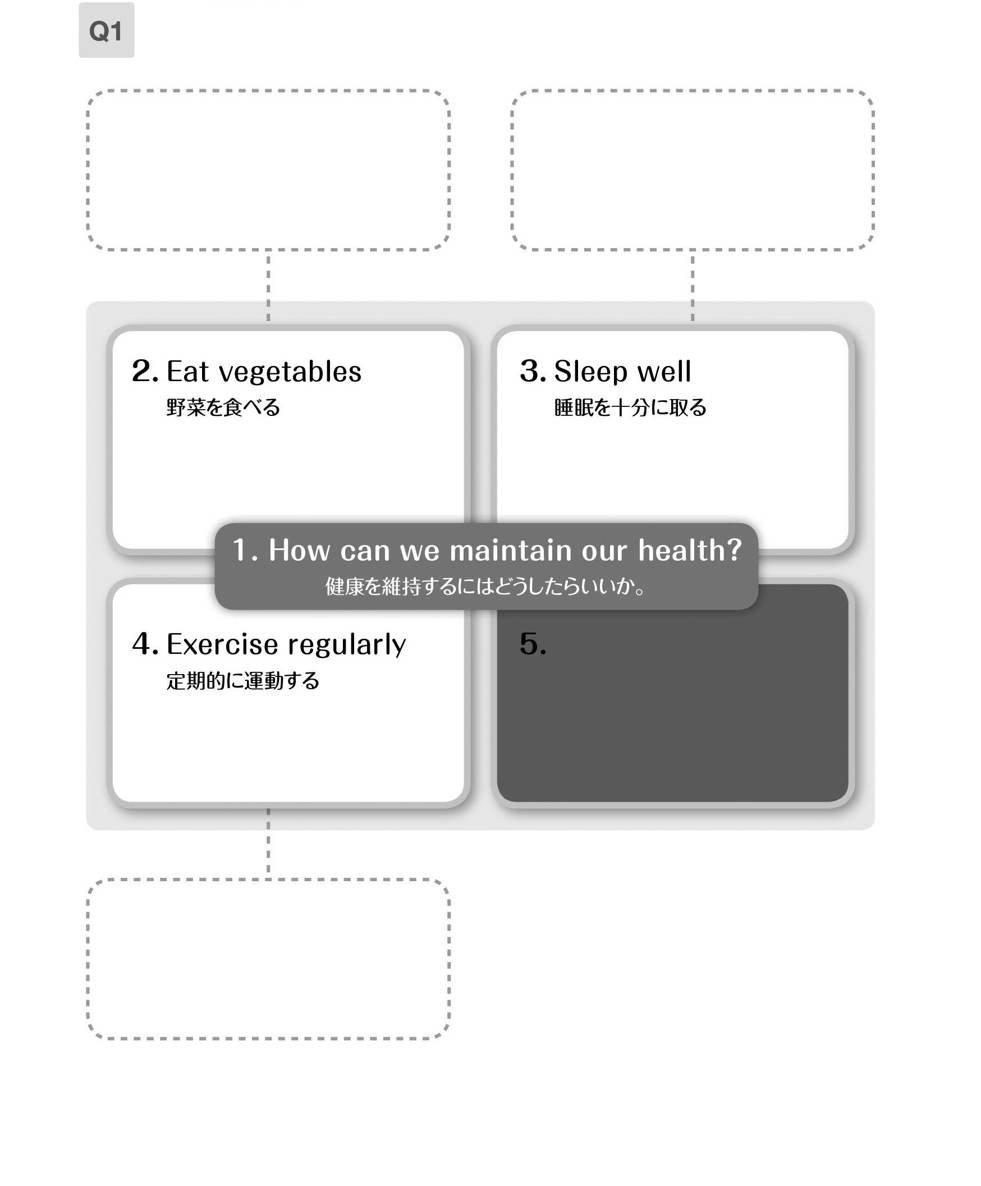 Q1
2. Eat vegetables
野菜を食べる
3. Sleep well
睡眠を十分に取る
1. How can we maintain our health?
健康を維持するにはどうしたらいいか。
4. Exercise regularly
定期的に運動する
5.